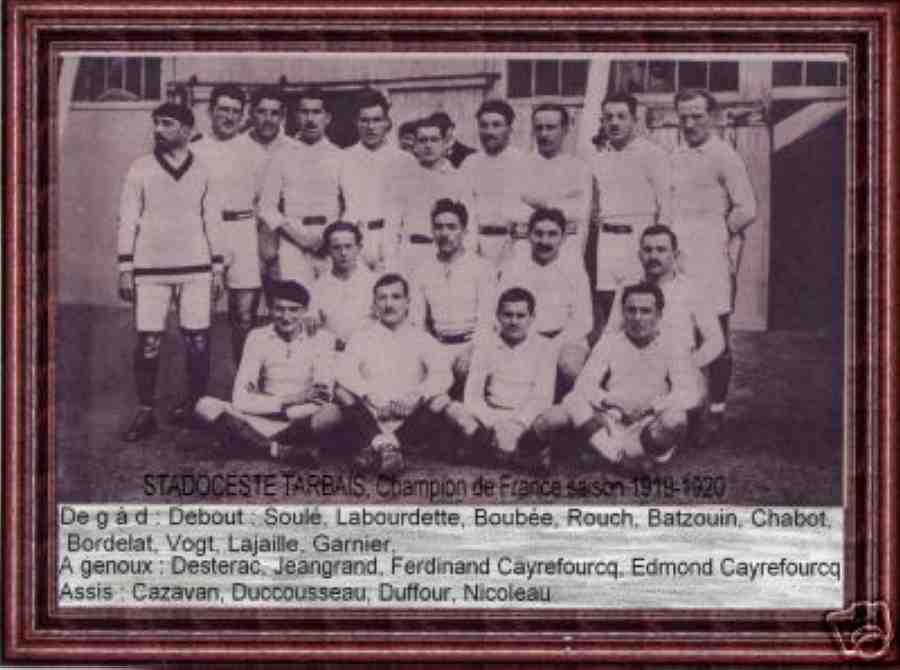 STADOCESTE TARBAIS, Champion de France saison 1919-1920
De g à d : Debout : Soulé, Labourdette, Boubée, Rouch, Batzouin, Chabot,
Bordelat, Vogt, Lajaille, Garnier.
A genoux : Desterac, Jeangrand, Ferdinand Cayrefourcq, Edmond Cayrefourcq
Assis : Cazavan, Duccousseau, Duffour, Nicoleau